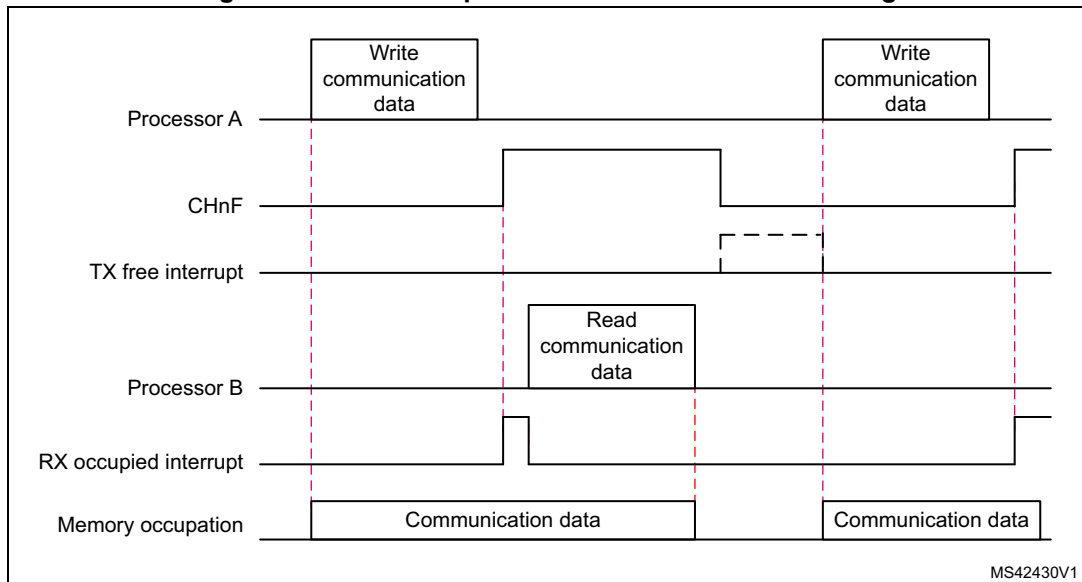 Write
communication
data
Write
communication
data
Processor A
CHnF
TX free interrupt
Read
communication
data
Processor B
RX occupied interrupt
Memory occupation
Communication data
Communication data
MS42430V1